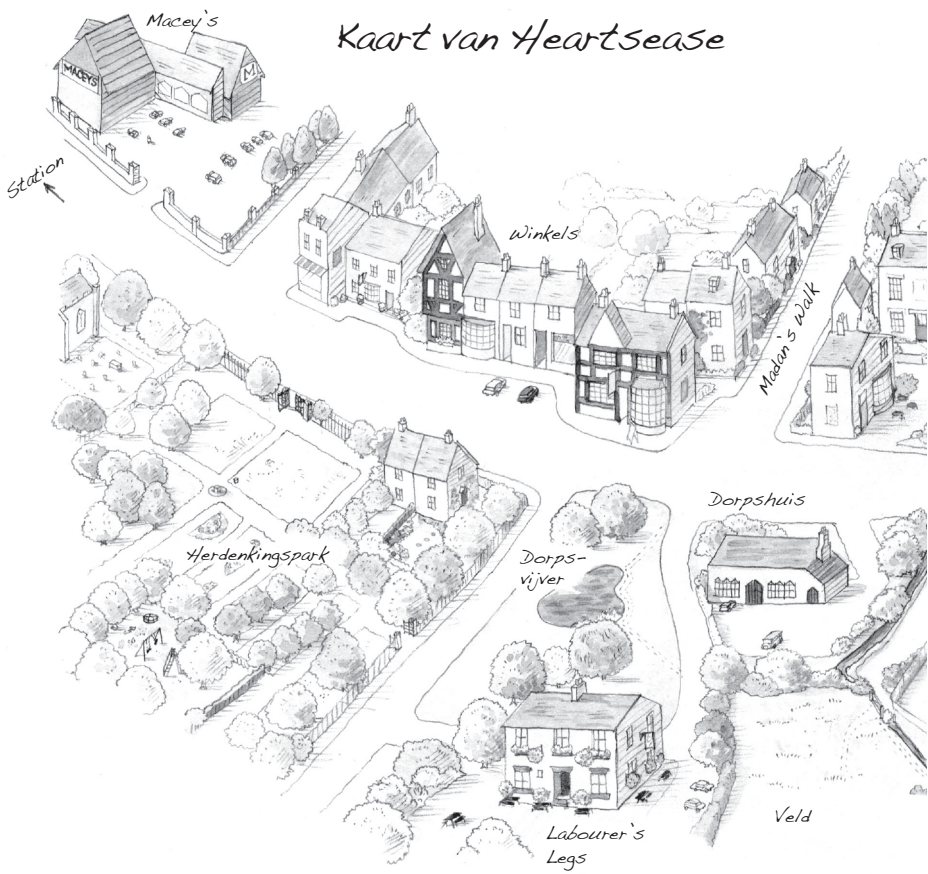 Kaart van Heartsease
Macey's
MACEYS
M
Station
Winkels
Madan's Walk
Dorpshuis
Herdenkingspark
Dorps-
vijver
Veld
Labourer's
Legs